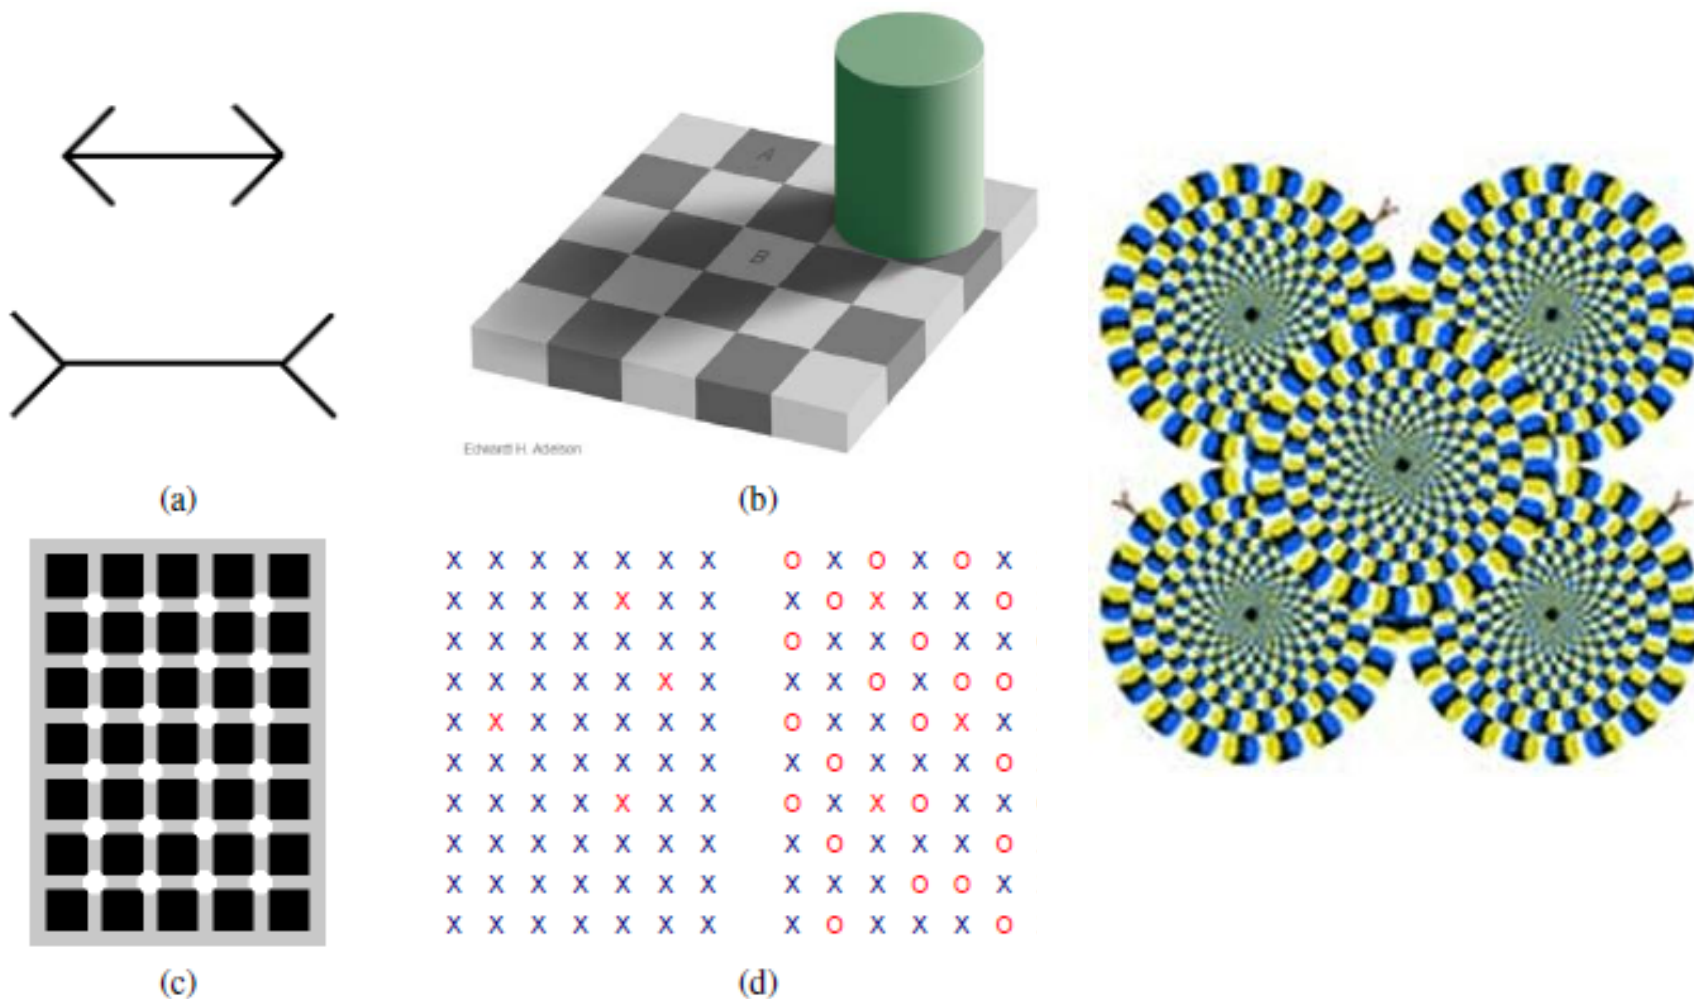 A
B
Edward H. Adelson
(a)
(b)
X X X X X X X O X O X O X
X X X X X X X X O X X X O
X X X X X X X O X X O X X
X X X X X X X X X O X O O
X X X X X X X O X X O X X
X X X X X X X X O X X X O
X X X X X X X O X X O X X
X X X X X X X X O X X X O
X X X X X X X X X X O O X
X X X X X X X X O X X X O
(c)
(d)